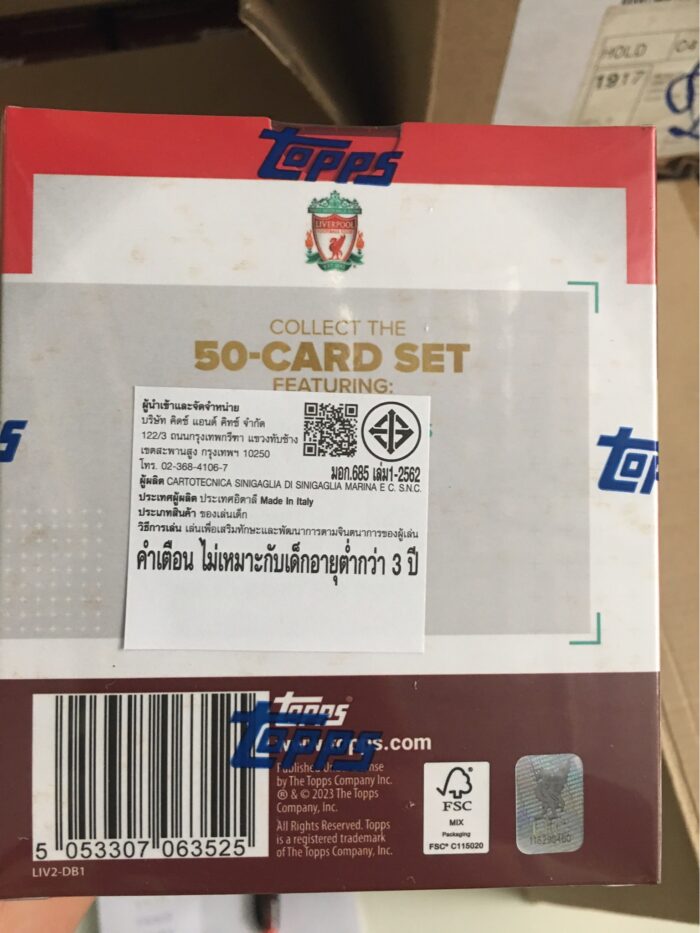 HOLD
1917
TOPPS
LIVERPOOL
COLLECT THE
50-CARD SET
FEATURING:
ผู้นำเข้าและจัดจำหน่าย
บริษัท คิดซ์ แอนด์ คิทซ์ จำกัด
122/3 ถนนกรุงเทพกรีฑา แขวงทับช้าง
เขตสะพานสูง กรุงเทพฯ 10250
โทร. 02-368-4106-7
มอก.685 เล่ม1-2562
ผู้ผลิต CARTOTECNICA SINIGAGLIA DI SINIGAGLIA MARINA E C. S.N.C.
ประเทศผู้ผลิต ประเทศอิตาลี Made In Italy
ประเภทสินค้า ของเล่นเด็ก
วิธีการเล่น เล่นเพื่อเสริมทักษะและพัฒนาการตามจินตนาการของผู้เล่น
คำเตือน ไม่เหมาะกับเด็กอายุต่ำกว่า 3 ปี
Topps
Topps
.com
by The Topps Company Inc.
® & © 2023 The Topps
Company, Inc.
All Rights Reserved. Topps
is a registered trademark
of The Topps Company, Inc.
FSC
MIX
Packaging
FSC® C115020
5 053307 063525
LIV2-DB1